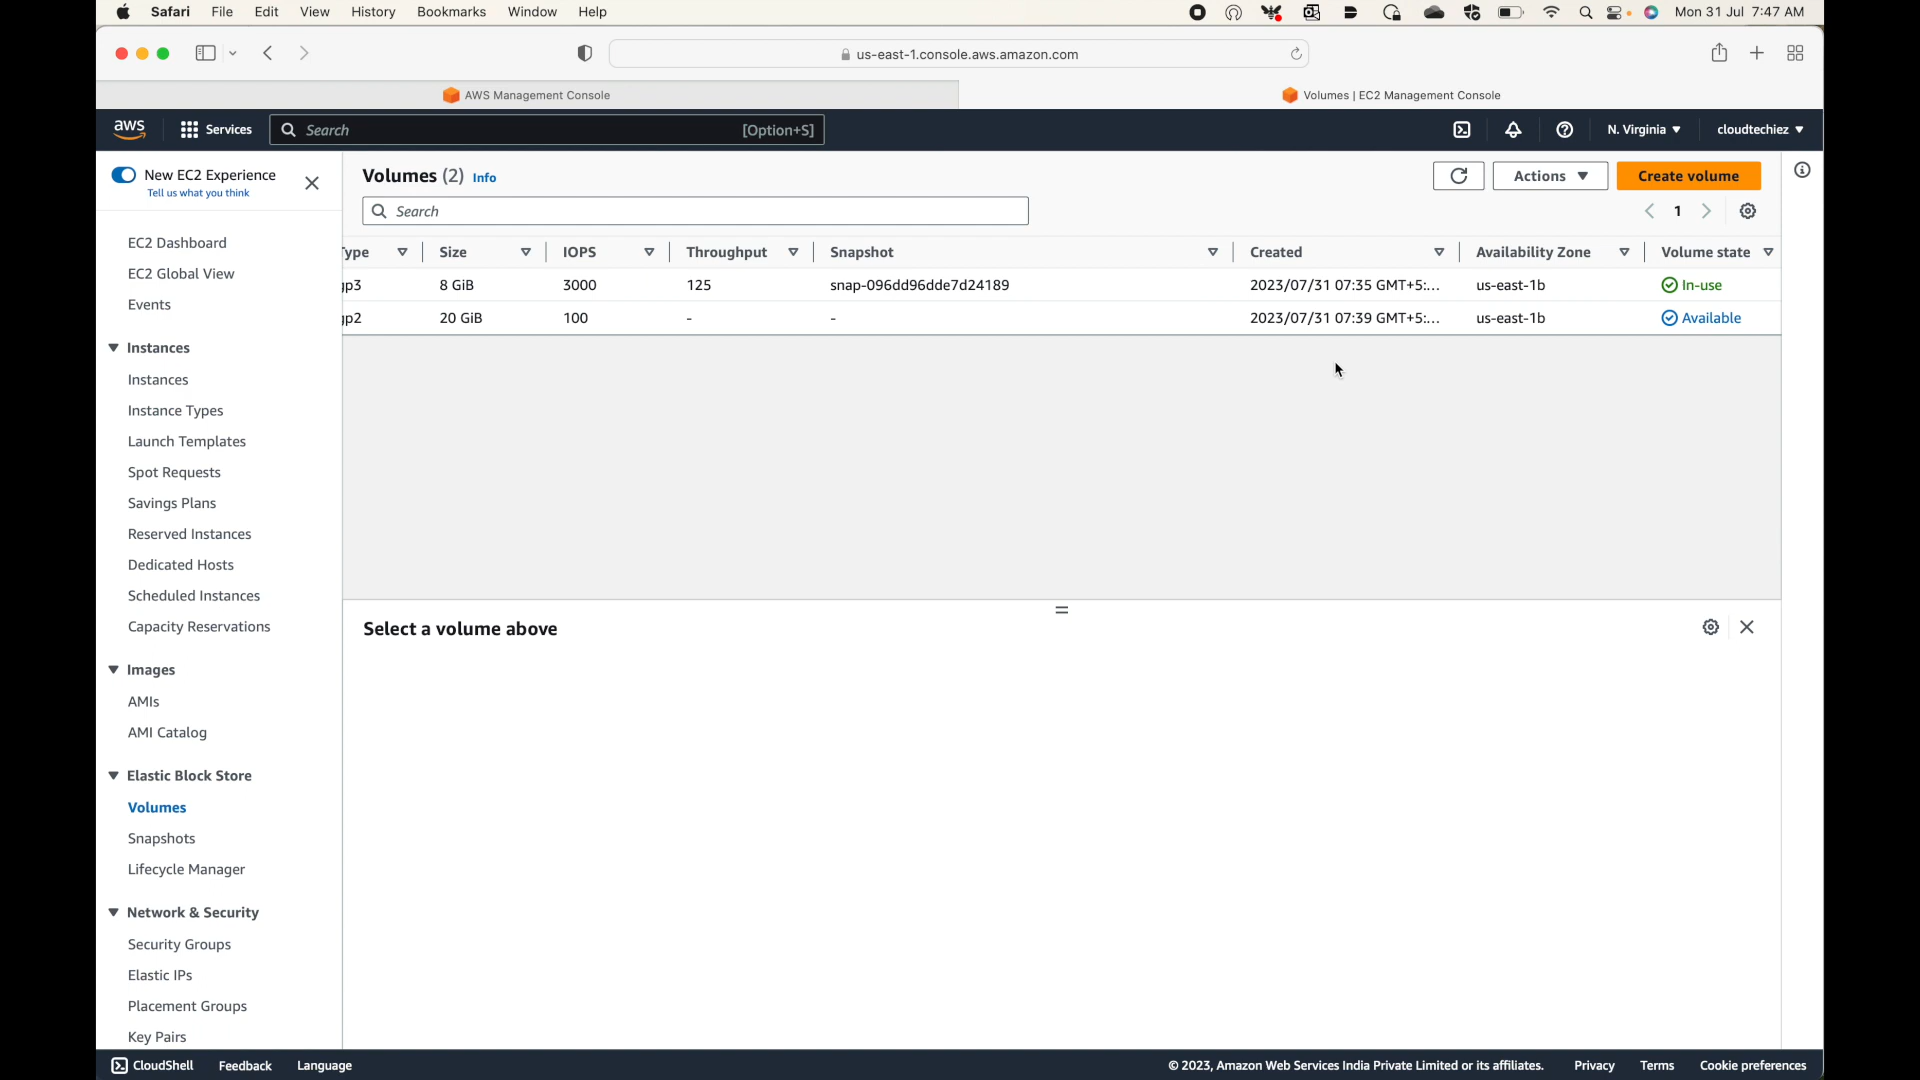 Safari File Edit View History Bookmarks Window Help Mon 31 Jul 7:47 AM
us-east-1.console.aws.amazon.com
AWS Management Console Volumes | EC2 Management Console
aws Services Search [Option+S] N. Virginia cloudtechiez
New EC2 Experience
Tell us what you think
EC2 Dashboard
EC2 Global View
Events
Instances
Instances
Instance Types
Launch Templates
Spot Requests
Savings Plans
Reserved Instances
Dedicated Hosts
Scheduled Instances
Capacity Reservations
Images
AMIs
AMI Catalog
Elastic Block Store
Volumes
Snapshots
Lifecycle Manager
Network & Security
Security Groups
Elastic IPs
Placement Groups
Key Pairs
Volumes (2) Info Actions Create volume
Search 1
Type Size IOPS Throughput Snapshot Created Availability Zone Volume state
gp3 8 GiB 3000 125 snap-096dd96dde7d24189 2023/07/31 07:35 GMT+5:... us-east-1b In-use
gp2 20 GiB 100 - - 2023/07/31 07:39 GMT+5:... us-east-1b Available
Select a volume above
CloudShell Feedback Language © 2023, Amazon Web Services India Private Limited or its affiliates. Privacy Terms Cookie preferences